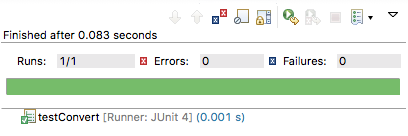 Finished after 0.083 seconds
Runs: 1/1 Errors: 0 Failures: 0
testConvert [Runner: JUnit 4] (0.001 s)